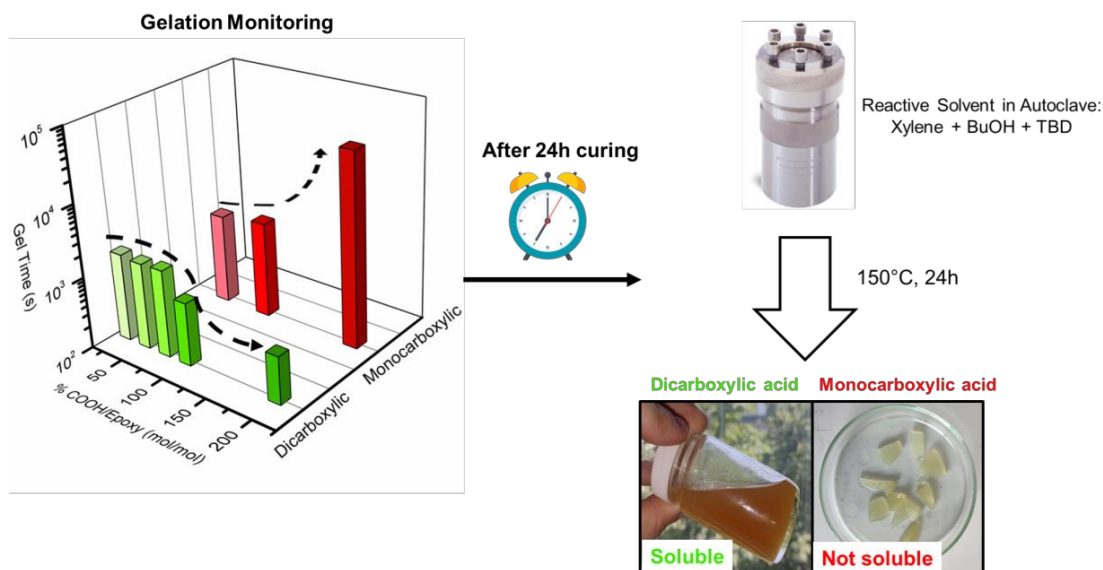 Gelation Monitoring
10^5
10^4
10^3
10^2
Gel Time (s)
50
100
150
200
% COOH/Epoxy (mol/mol)
Dicarboxylic
Monocarboxylic
After 24h curing
Reactive Solvent in Autoclave:
Xylene + BuOH + TBD
150°C, 24h
Dicarboxylic acid
Monocarboxylic acid
Soluble
Not soluble